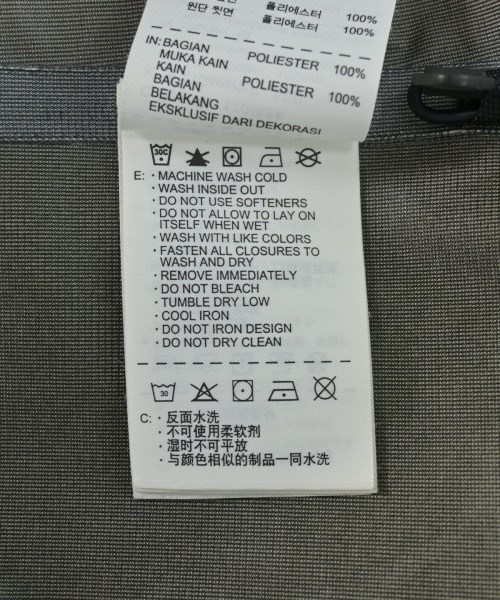 폴리에스터 100%
원단 뒷면 폴리에스터 100%
IN: BAGIAN MUKA KAIN POLIESTER 100%
KAIN BAGIAN BELAKANG POLIESTER 100%
EKSKLUSIF DARI DEKORASI
30C
E: · MACHINE WASH COLD
· WASH INSIDE OUT
· DO NOT USE SOFTENERS
· DO NOT ALLOW TO LAY ON
ITSELF WHEN WET
· WASH WITH LIKE COLORS
· FASTEN ALL CLOSURES TO
WASH AND DRY
· REMOVE IMMEDIATELY
· DO NOT BLEACH
· TUMBLE DRY LOW
· COOL IRON
· DO NOT IRON DESIGN
· DO NOT DRY CLEAN
30
C: · 反面水洗
· 不可使用柔软剂
· 湿时不可平放
· 与颜色相似的制品一同水洗